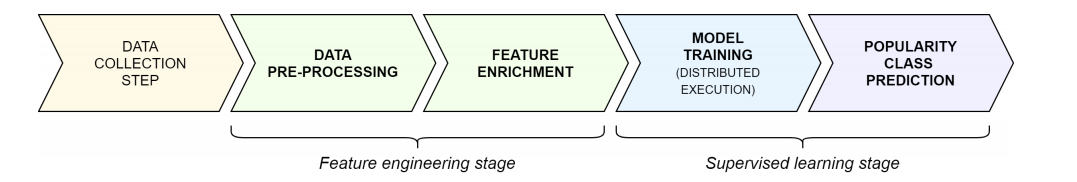 DATA
COLLECTION
STEP
DATA
PRE-PROCESSING
FEATURE
ENRICHMENT
MODEL
TRAINING
(DISTRIBUTED
EXECUTION)
POPULARITY
CLASS
PREDICTION
Feature engineering stage
Supervised learning stage